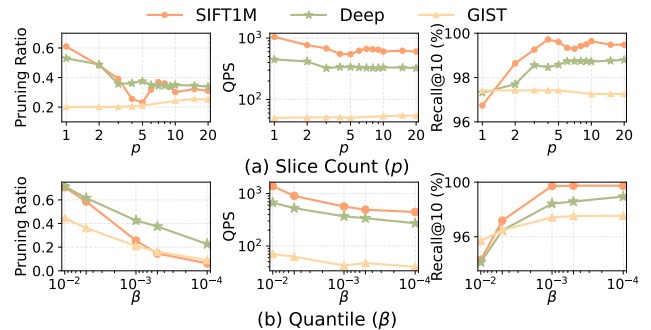 SIFT1M Deep GIST
Pruning Ratio
0.6
0.4
0.2
1 2 5 10 20
p
QPS
10³
10²
1 2 5 10 20
p
Recall@10 (%)
100
98
96
1 2 5 10 20
p
(a) Slice Count (p)
Pruning Ratio
0.6
0.4
0.2
0.0
10⁻² 10⁻³ 10⁻⁴
β
QPS
10³
10²
10⁻² 10⁻³ 10⁻⁴
β
Recall@10 (%)
100
96
10⁻² 10⁻³ 10⁻⁴
β
(b) Quantile (β)